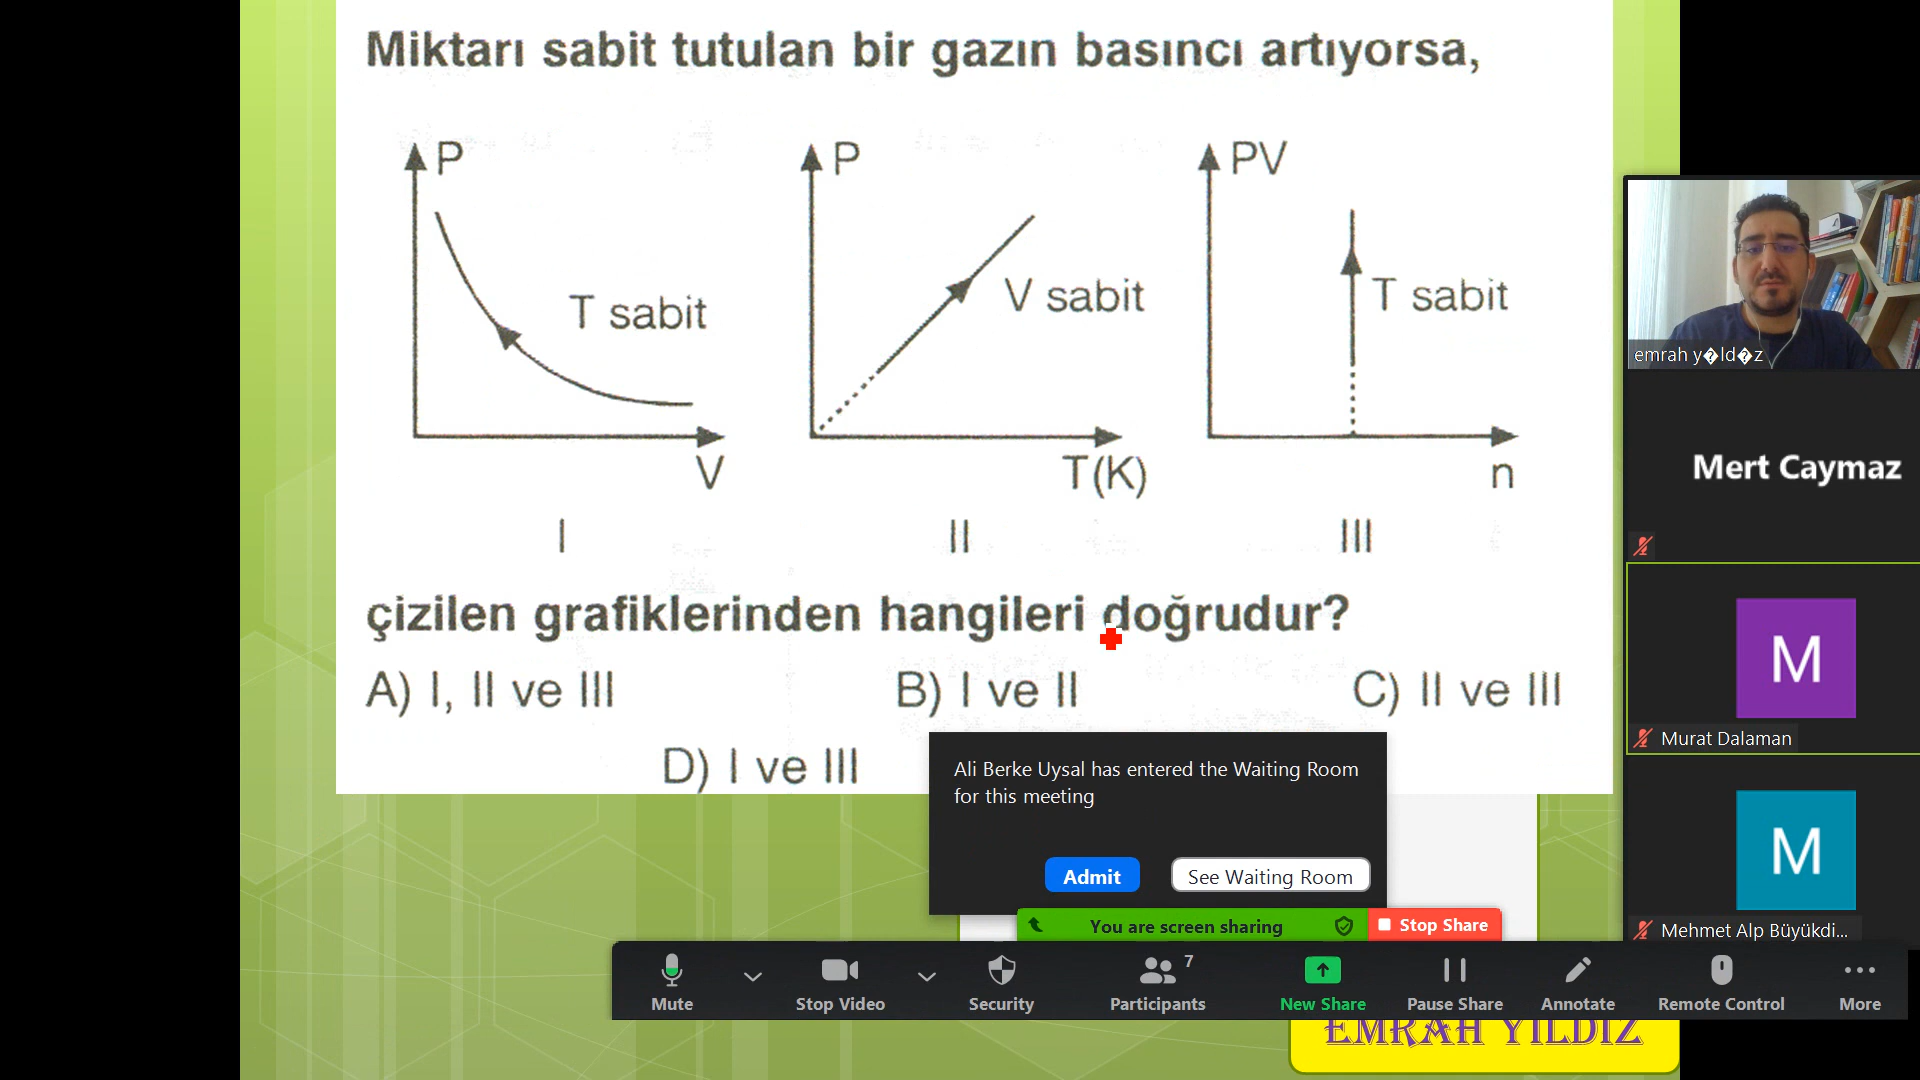 Miktarı sabit tutulan bir gazın basıncı artıyorsa,
P
P
PV
T sabit
V sabit
T sabit
V
T(K)
n
I
II
III
çizilen grafiklerinden hangileri doğrudur?
A) I, II ve III
B) I ve II
C) II ve III
D) I ve III
Ali Berke Uysal has entered the Waiting Room
for this meeting
Admit
See Waiting Room
You are screen sharing
Stop Share
Mute
Stop Video
Security
Participants
7
New Share
Pause Share
Annotate
Remote Control
More
EMRAH YILDIZ
emrah y�ld�z
Mert Caymaz
M
Murat Dalaman
M
Mehmet Alp Büyükdi...